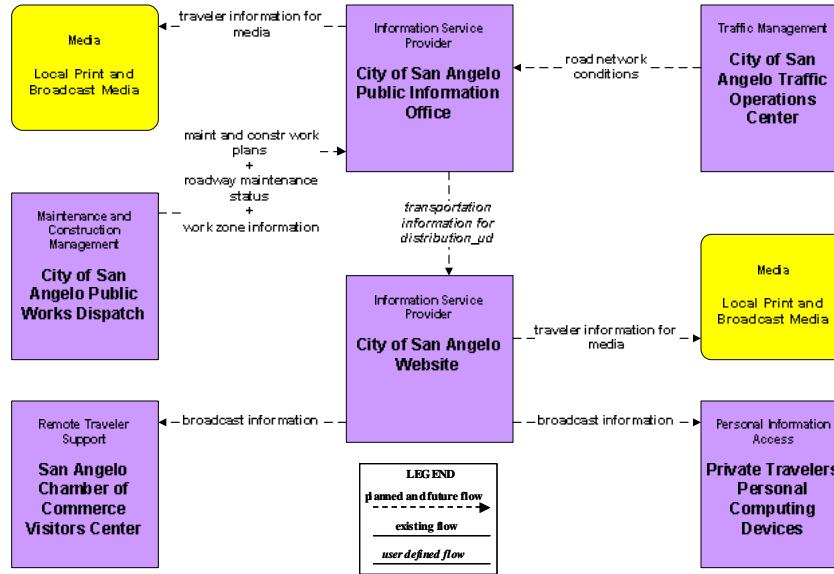 Media
Local Print and
Broadcast Media
traveler information for
media
Information Service
Provider
City of San Angelo
Public Information
Office
road network
conditions
Traffic Management
City of San
Angelo Traffic
Operations
Center
maint and constr work
plans
+
roadway maintenance
status
+
work zone information
Maintenance and
Construction
Management
City of San
Angelo Public
Works Dispatch
transportation
information for
distribution_ud
Information Service
Provider
City of San Angelo
Website
traveler information for
media
Media
Local Print and
Broadcast Media
Remote Traveler
Support
San Angelo
Chamber of
Commerce
Visitors Center
broadcast information
broadcast information
Personal Information
Access
Private Travelers
Personal
Computing
Devices
LEGEND
planned and future flow
existing flow
user defined flow